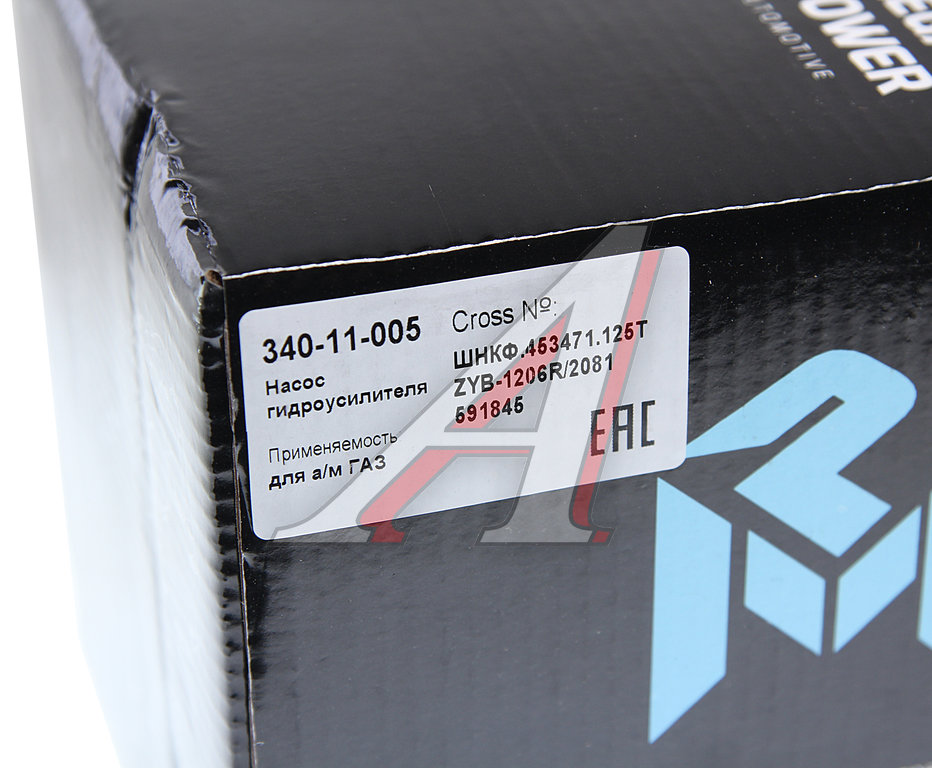 POWER
AUTOMOTIVE
340-11-005
Насос
гидроусилителя
Применяемость
для а/м ГАЗ
Cross №:
ШНКФ.453471.125Т
ZYB-1206R/2081
591845
ЕАС